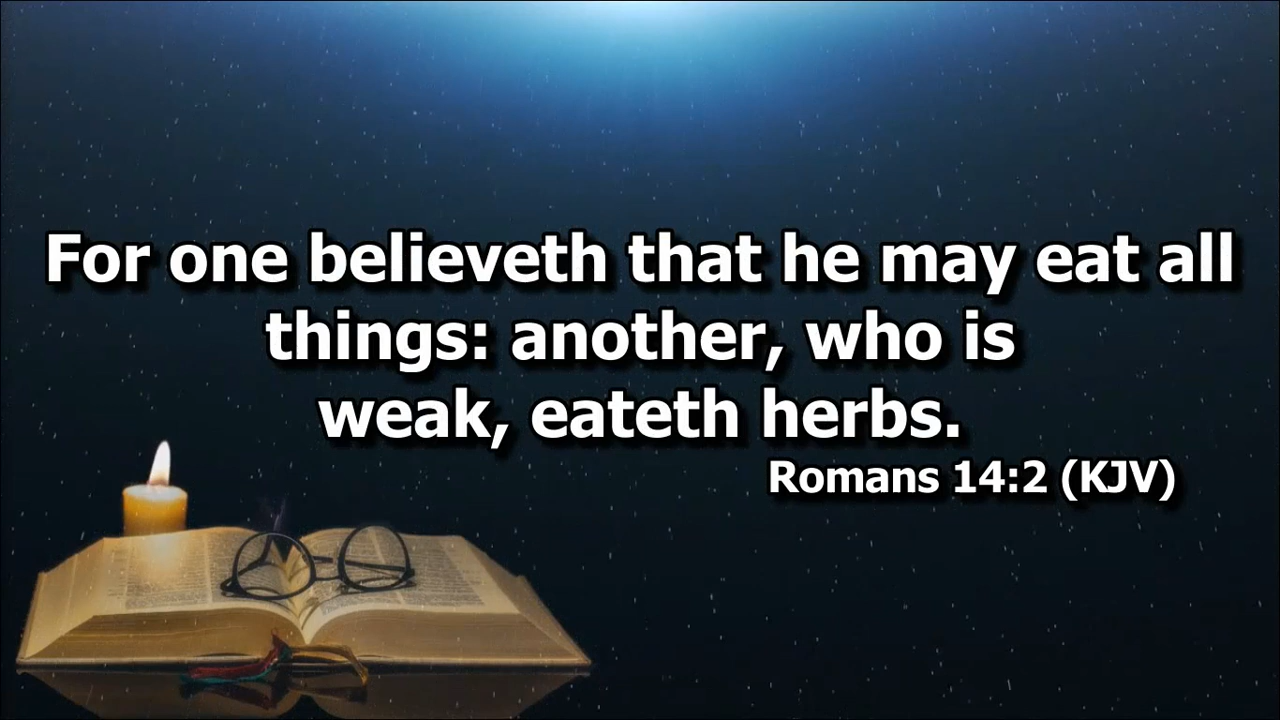 For one believeth that he may eat all
things: another, who is
weak, eateth herbs.
Romans 14:2 (KJV)